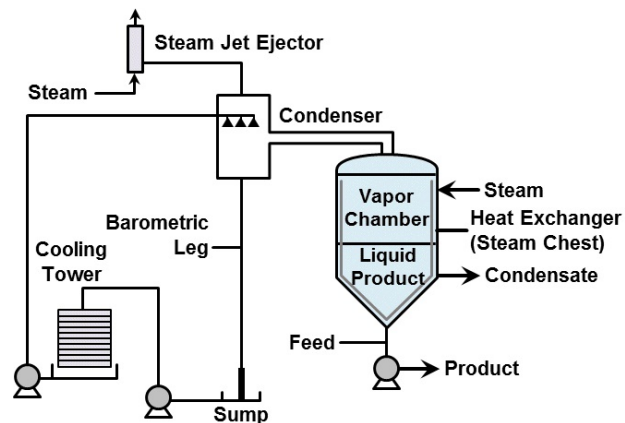 Steam Jet Ejector
Steam
Condenser
Vapor
Chamber
Steam
Heat Exchanger
(Steam Chest)
Barometric
Leg
Cooling
Tower
Liquid
Product
Condensate
Feed
Product
Sump